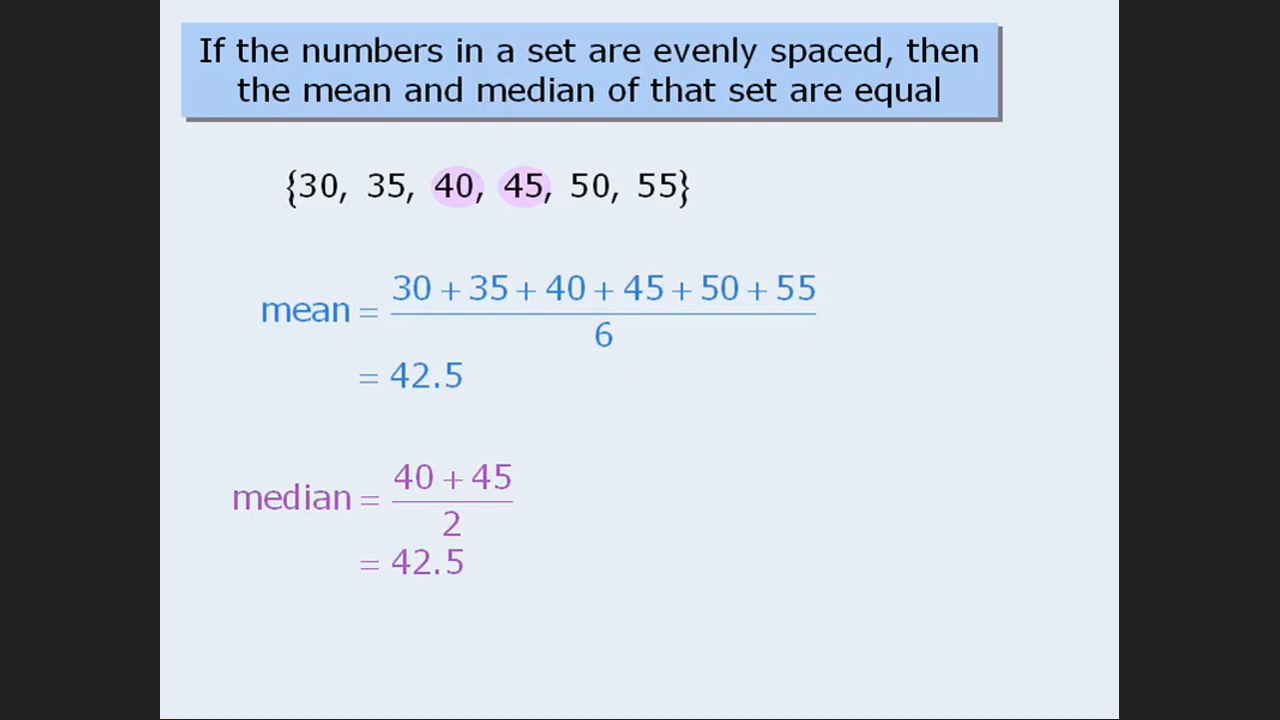 If the numbers in a set are evenly spaced, then
the mean and median of that set are equal
{30, 35, 40, 45, 50, 55}
mean = (30 + 35 + 40 + 45 + 50 + 55) / 6
= 42.5
median = (40 + 45) / 2
= 42.5